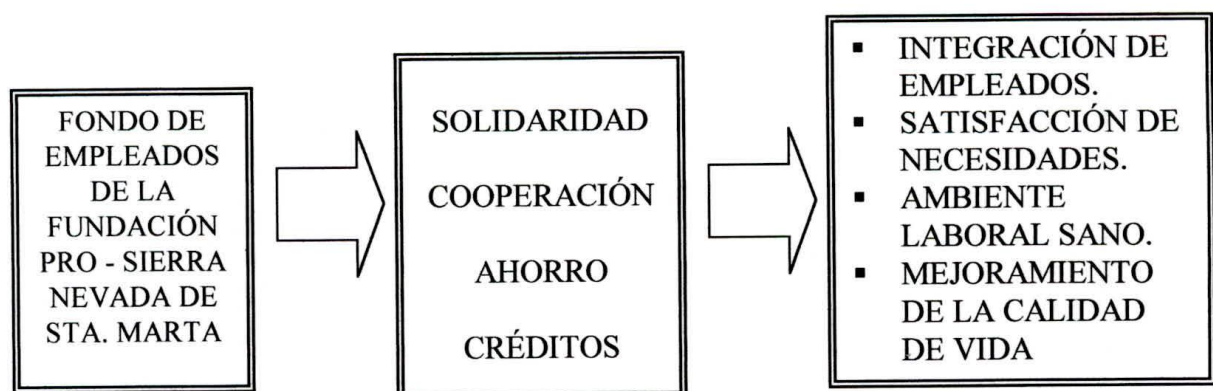 FONDO DE
EMPLEADOS
DE LA
FUNDACIÓN
PRO - SIERRA
NEVADA DE
STA. MARTA
SOLIDARIDAD
COOPERACIÓN
AHORRO
CRÉDITOS
▪ INTEGRACIÓN DE
EMPLEADOS.
▪ SATISFACCIÓN DE
NECESIDADES.
▪ AMBIENTE
LABORAL SANO.
▪ MEJORAMIENTO
DE LA CALIDAD
DE VIDA